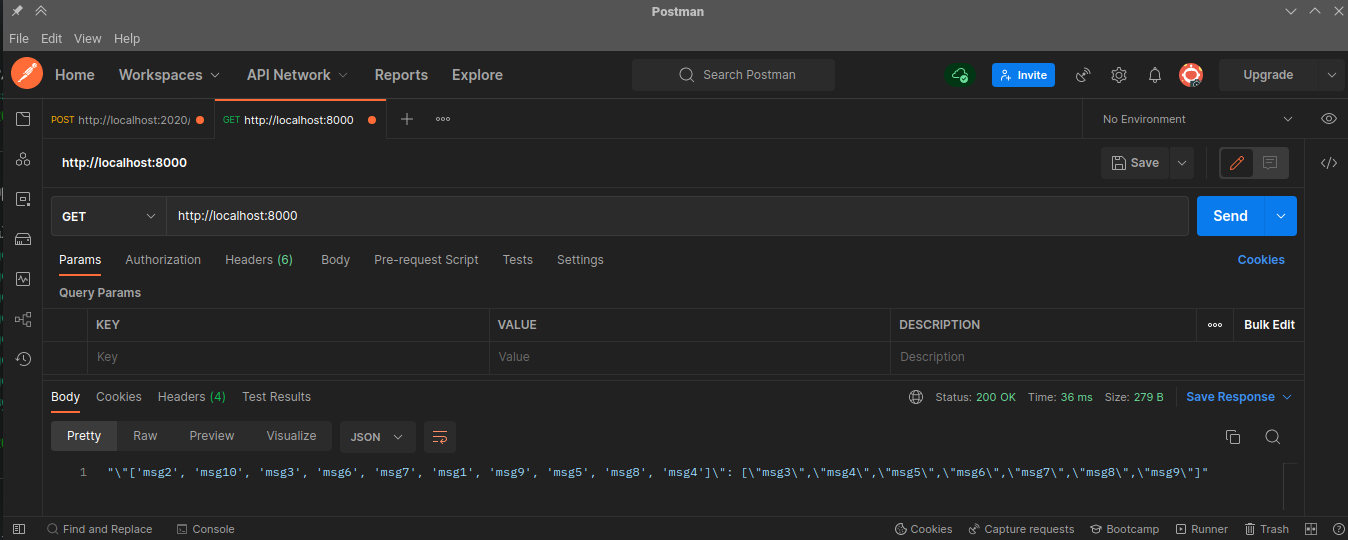 Postman
File Edit View Help
Home Workspaces API Network Reports Explore Search Postman Invite Upgrade
POST http://localhost:2020/ GET http://localhost:8000 No Environment
http://localhost:8000 Save
GET http://localhost:8000 Send
Params Authorization Headers (6) Body Pre-request Script Tests Settings Cookies
Query Params
KEY VALUE DESCRIPTION Bulk Edit
Key Value Description
Body Cookies Headers (4) Test Results Status: 200 OK Time: 36 ms Size: 279 B Save Response
Pretty Raw Preview Visualize JSON
1 "\"['msg2', 'msg10', 'msg3', 'msg6', 'msg7', 'msg1', 'msg9', 'msg5', 'msg8', 'msg4']\": [\"msg3\",\"msg4\",\"msg5\",\"msg6\",\"msg7\",\"msg8\",\"msg9\"]"
Find and Replace Console Cookies Capture requests Bootcamp Runner Trash